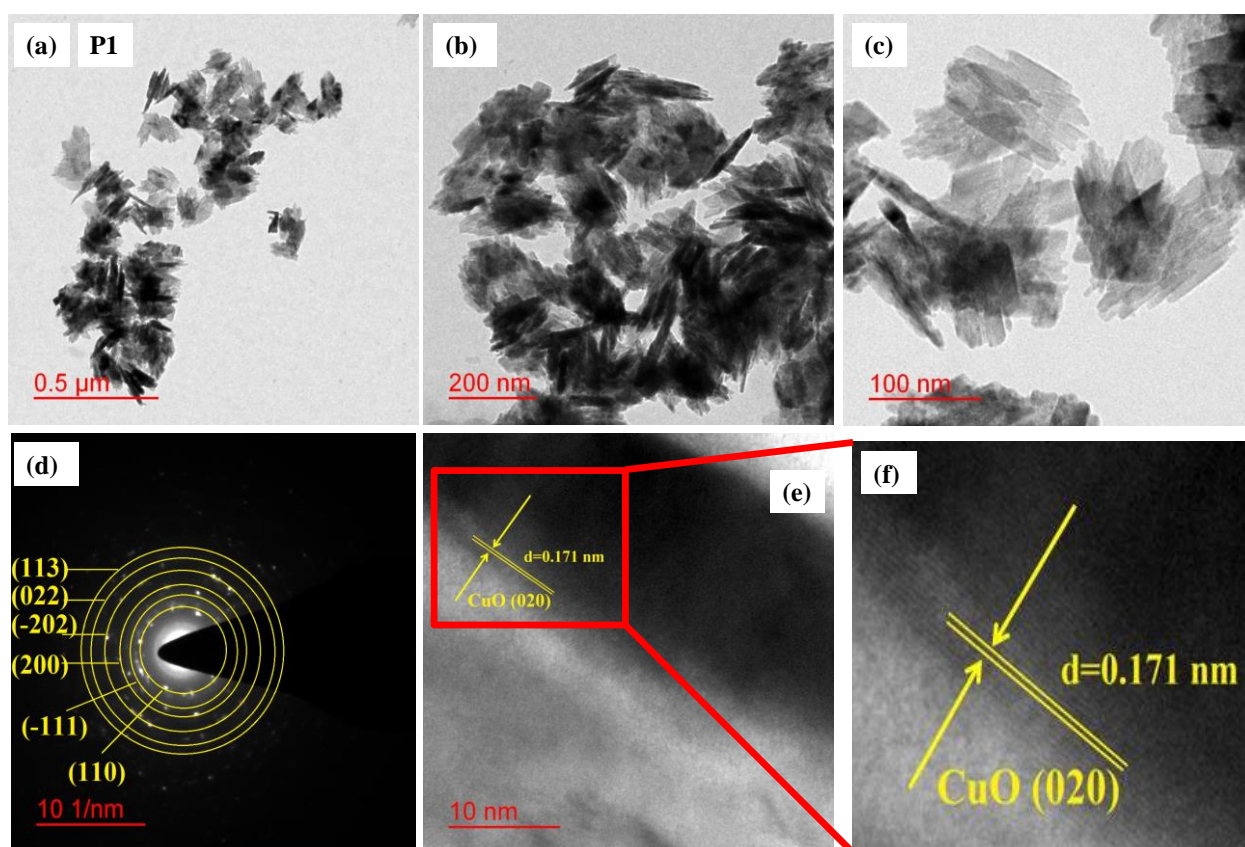 (a) P1
0.5 µm
(b)
200 nm
(c)
100 nm
(d)
(113)
(022)
(-202)
(200)
(-111)
(110)
10 1/nm
(e)
d=0.171 nm
CuO (020)
10 nm
(f)
d=0.171 nm
CuO (020)